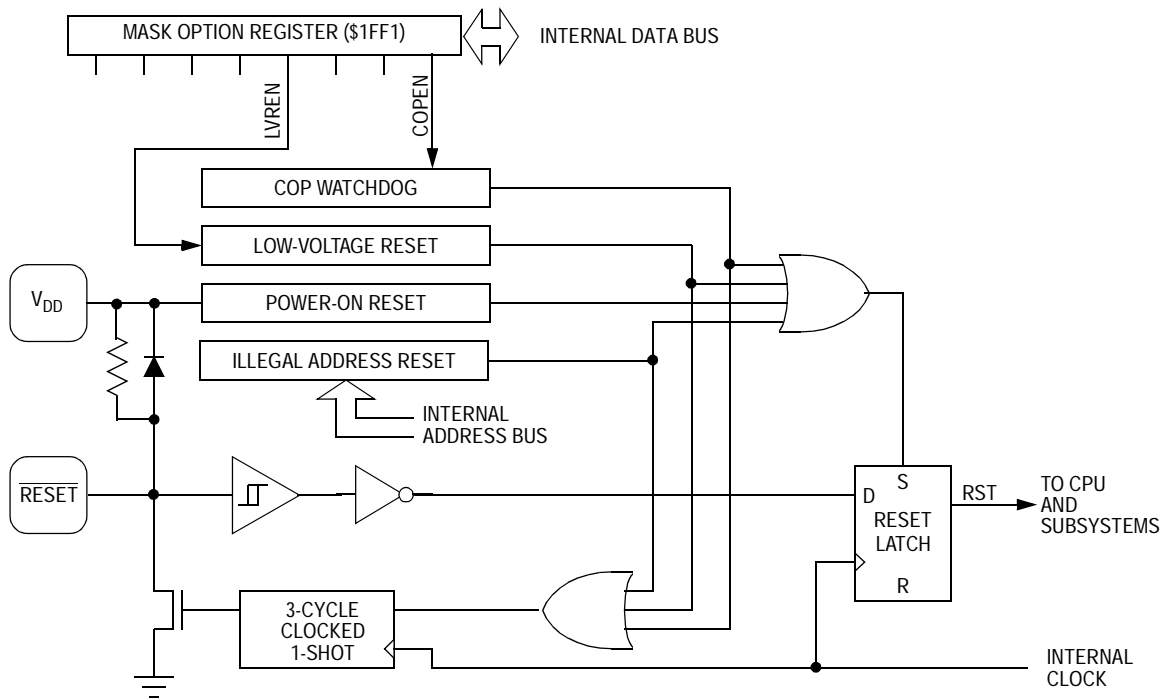 MASK OPTION REGISTER ($1FF1)
INTERNAL DATA BUS
LVREN
COPEN
COP WATCHDOG
LOW-VOLTAGE RESET
VDD
POWER-ON RESET
ILLEGAL ADDRESS RESET
INTERNAL
ADDRESS BUS
RESET
D
S
RESET
LATCH
R
RST
TO CPU
AND
SUBSYSTEMS
3-CYCLE
CLOCKED
1-SHOT
INTERNAL
CLOCK